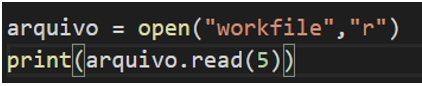 arquivo = open("workfile","r")
print(arquivo.read(5))